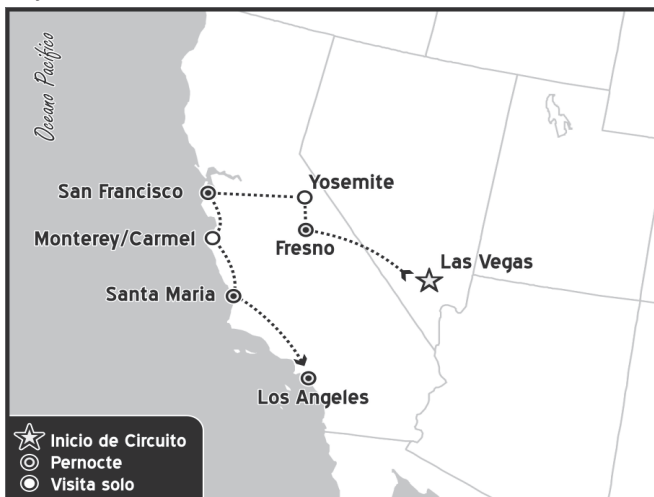 Oceano Pacifico
San Francisco
Yosemite
Monterey/Carmel
Fresno
Las Vegas
Santa Maria
Los Angeles
Inicio de Circuito
Pernocte
Visita solo